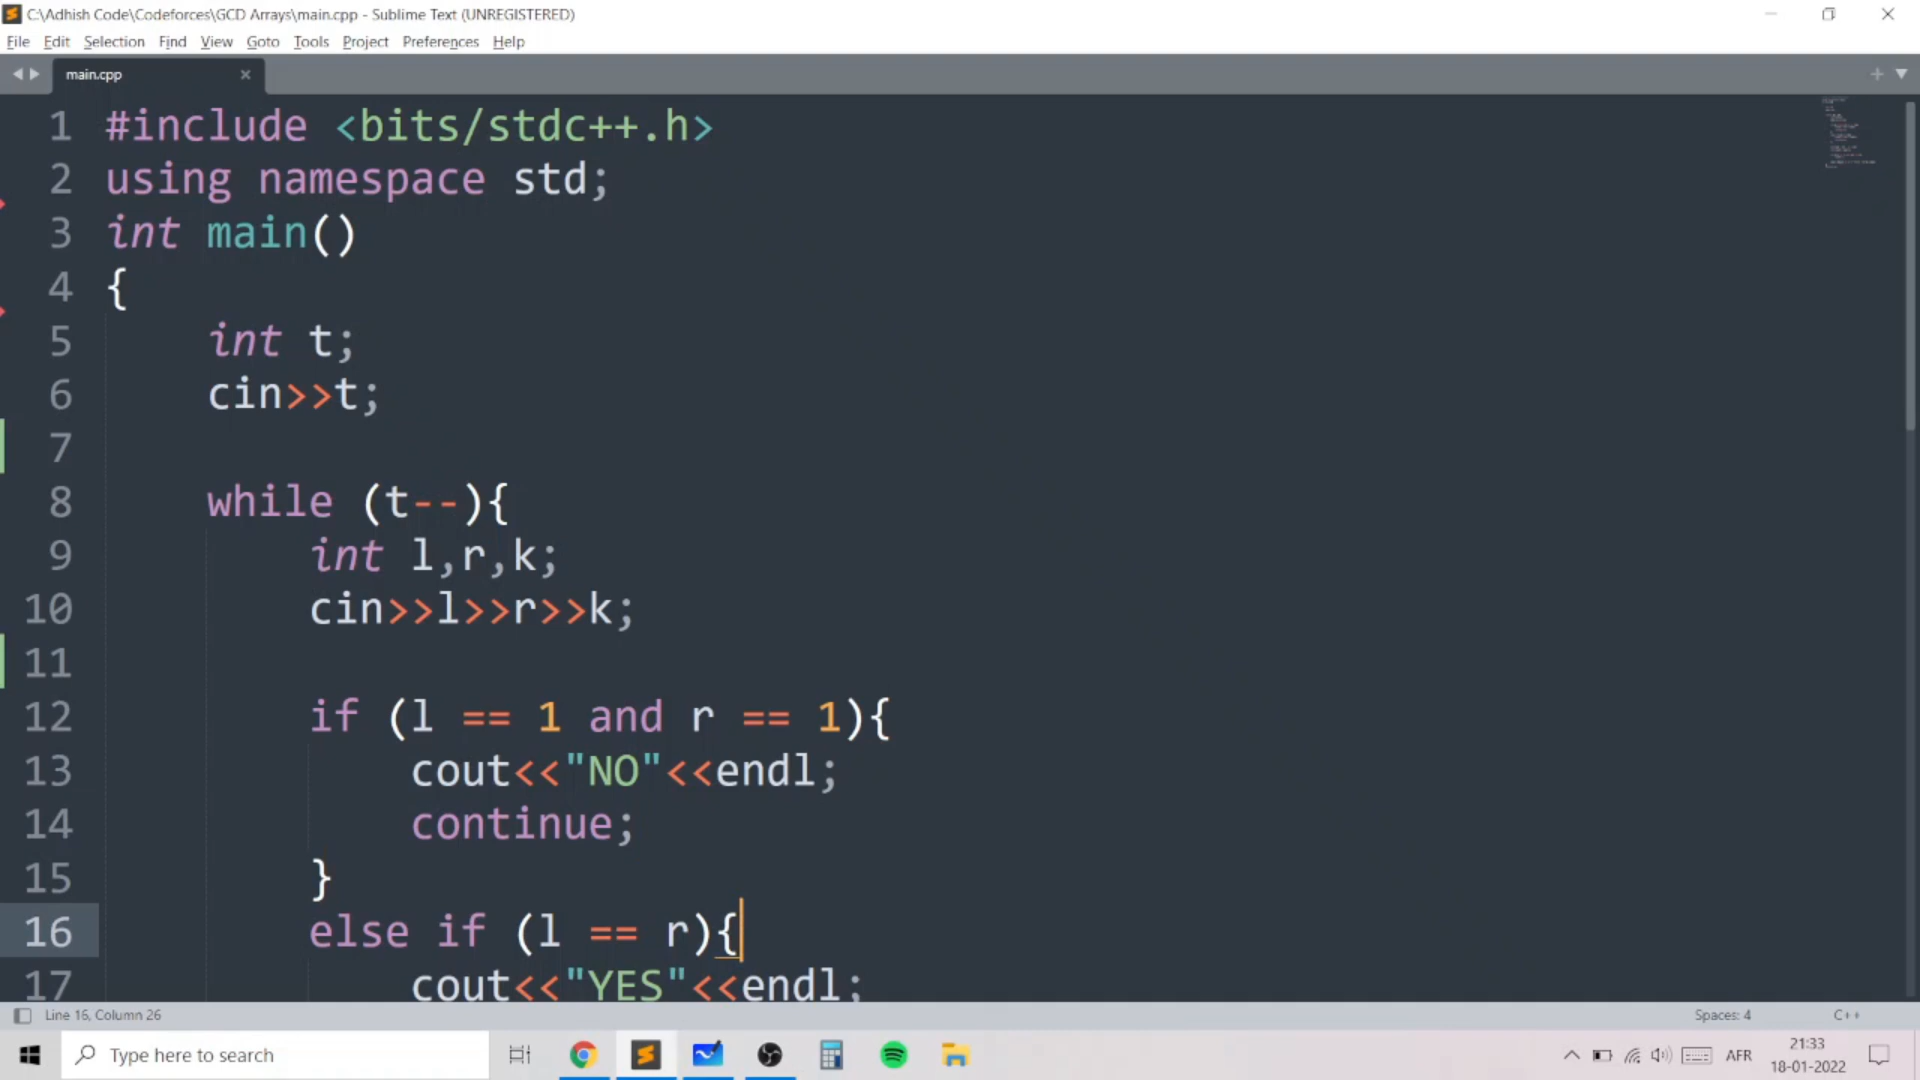 C:\Adhish Code\Codeforces\GCD Arrays\main.cpp - Sublime Text (UNREGISTERED)
File Edit Selection Find View Goto Tools Project Preferences Help
main.cpp
1 #include <bits/stdc++.h>
2 using namespace std;
3 int main()
4 {
5 int t;
6 cin>>t;
7
8 while (t--){
9 int l,r,k;
10 cin>>l>>r>>k;
11
12 if (l == 1 and r == 1){
13 cout<<"NO"<<endl;
14 continue;
15 }
16 else if (l == r){
17 cout<<"YES"<<endl;
Line 16, Column 26 Spaces: 4 C++
Type here to search AFR 21:33
18-01-2022